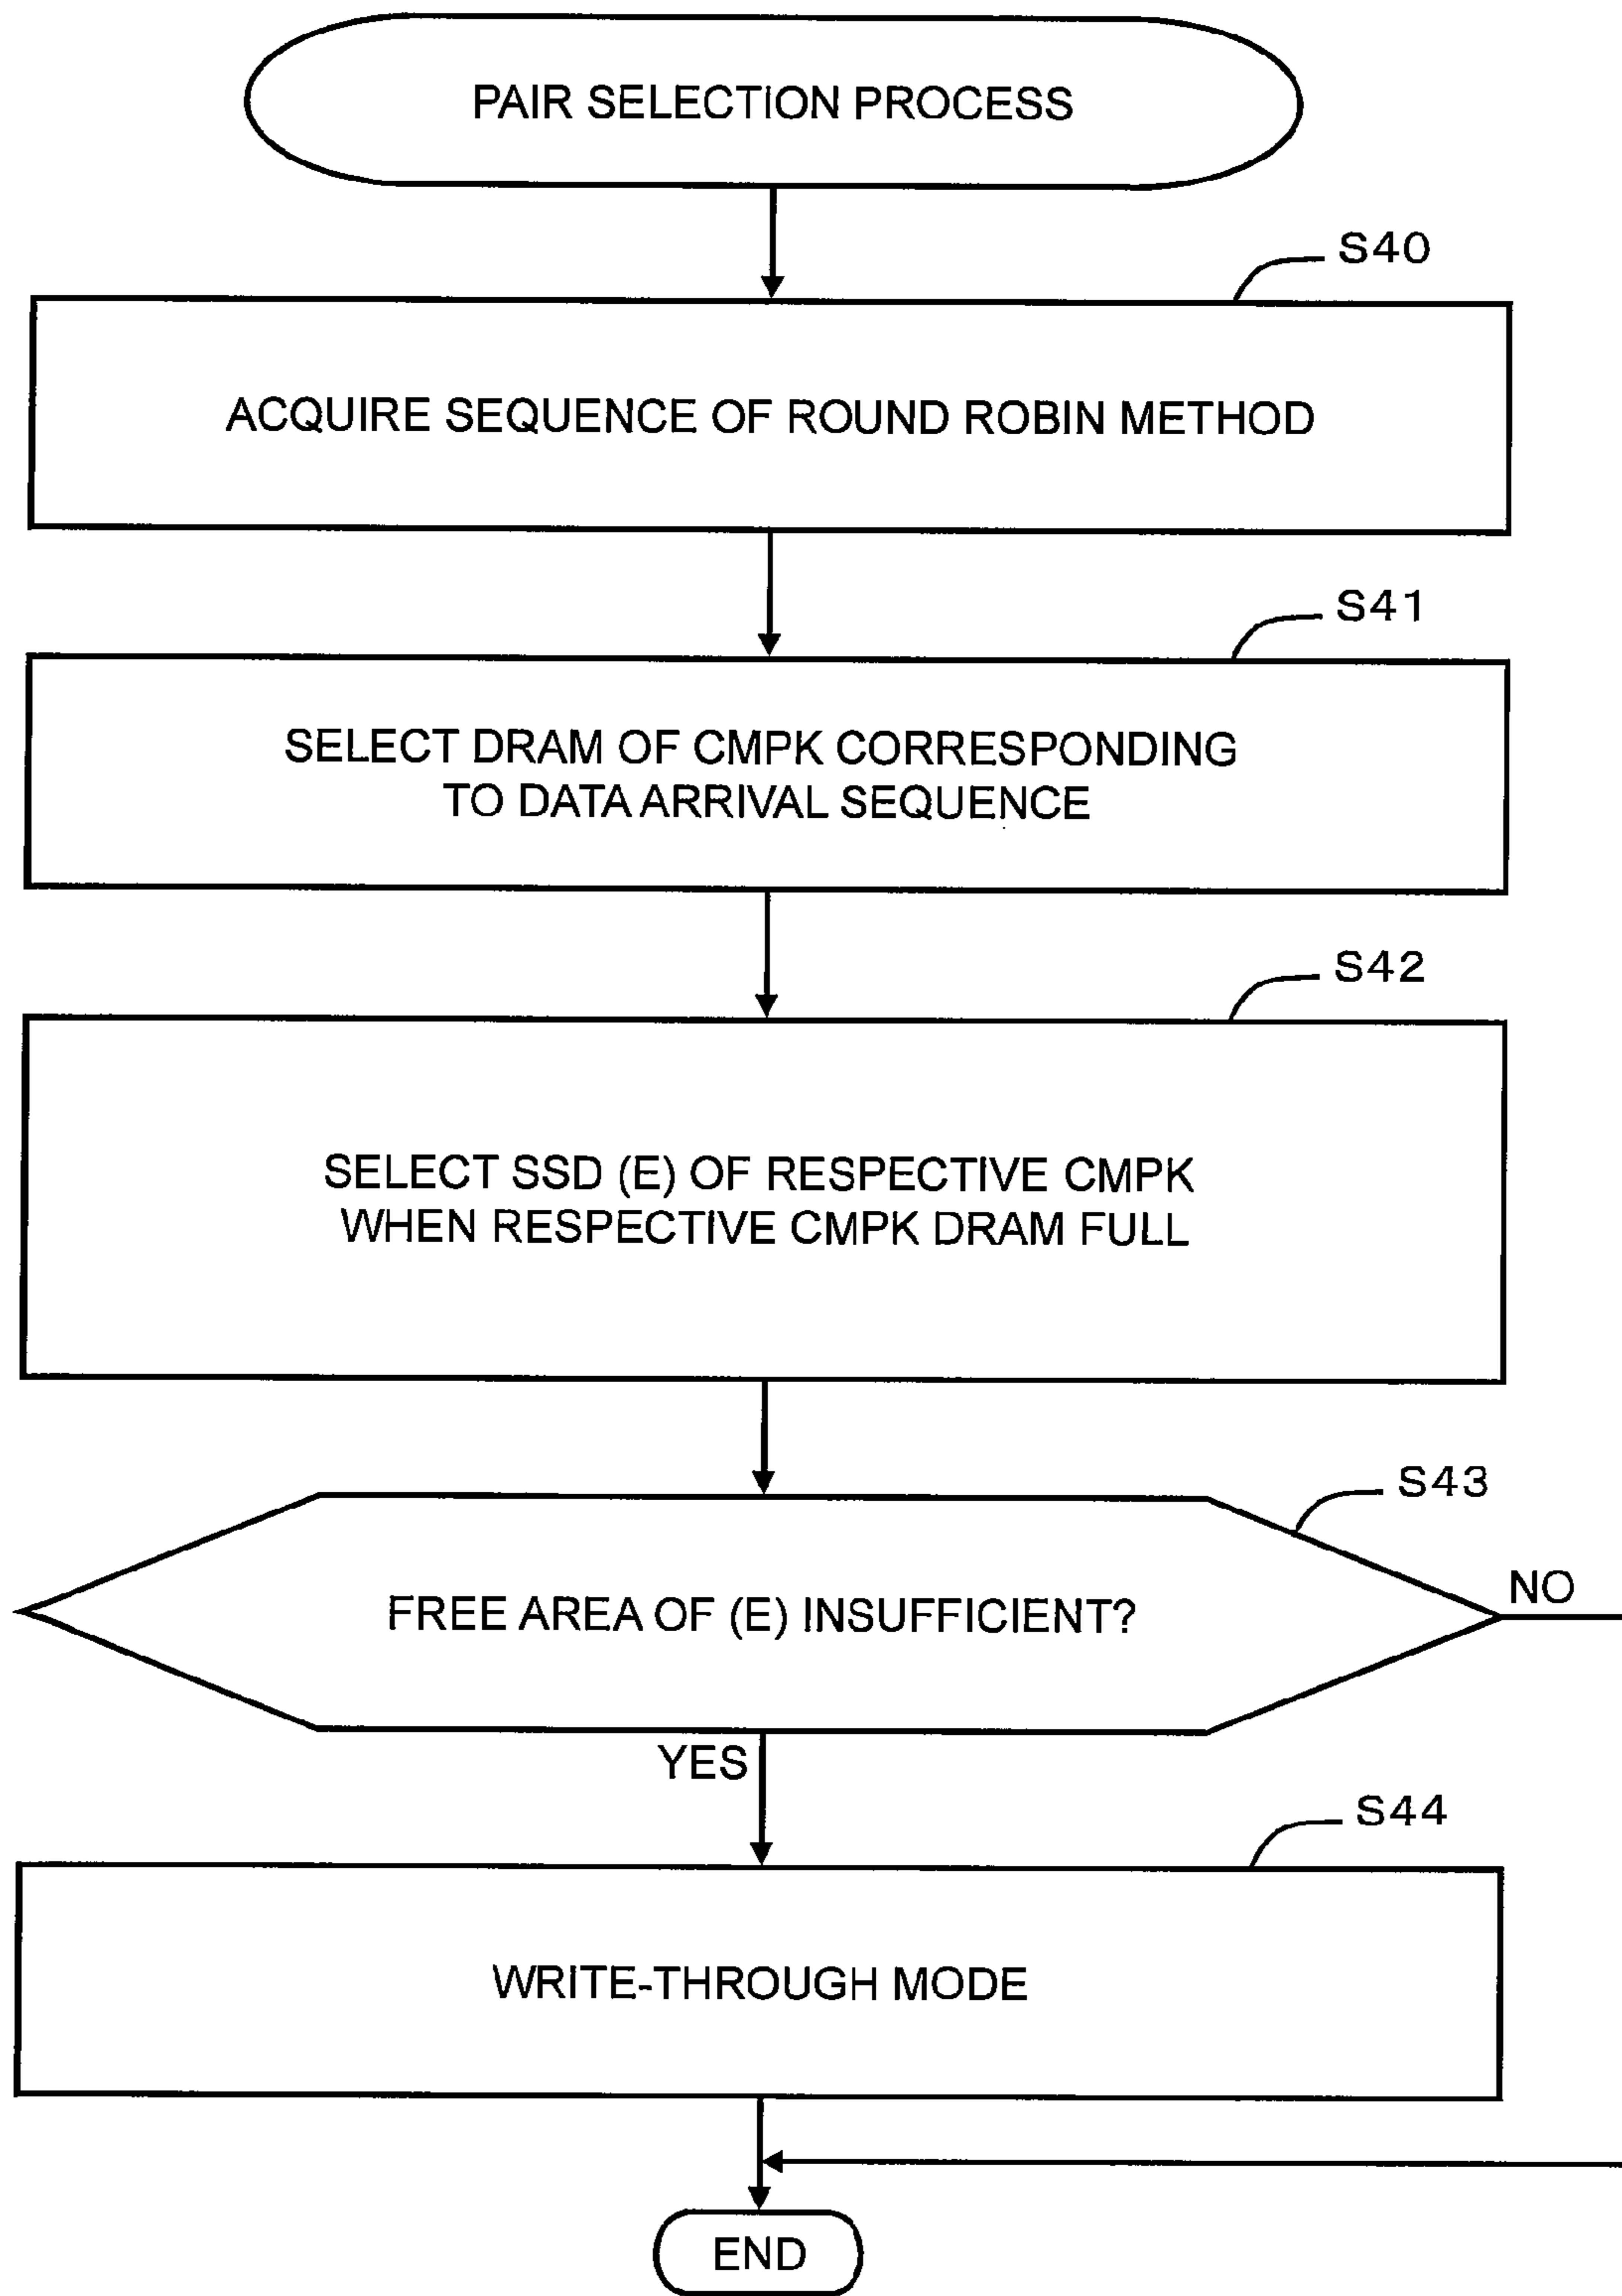 PAIR SELECTION PROCESS
S40
ACQUIRE SEQUENCE OF ROUND ROBIN METHOD
S41
SELECT DRAM OF CMPK CORRESPONDING
TO DATA ARRIVAL SEQUENCE
S42
SELECT SSD (E) OF RESPECTIVE CMPK
WHEN RESPECTIVE CMPK DRAM FULL
S43
FREE AREA OF (E) INSUFFICIENT?
NO
YES
S44
WRITE-THROUGH MODE
END